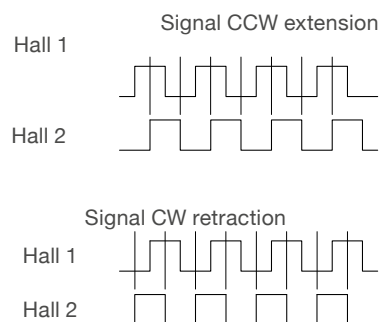 Signal CCW extension
Hall 1
Hall 2
Signal CW retraction
Hall 1
Hall 2